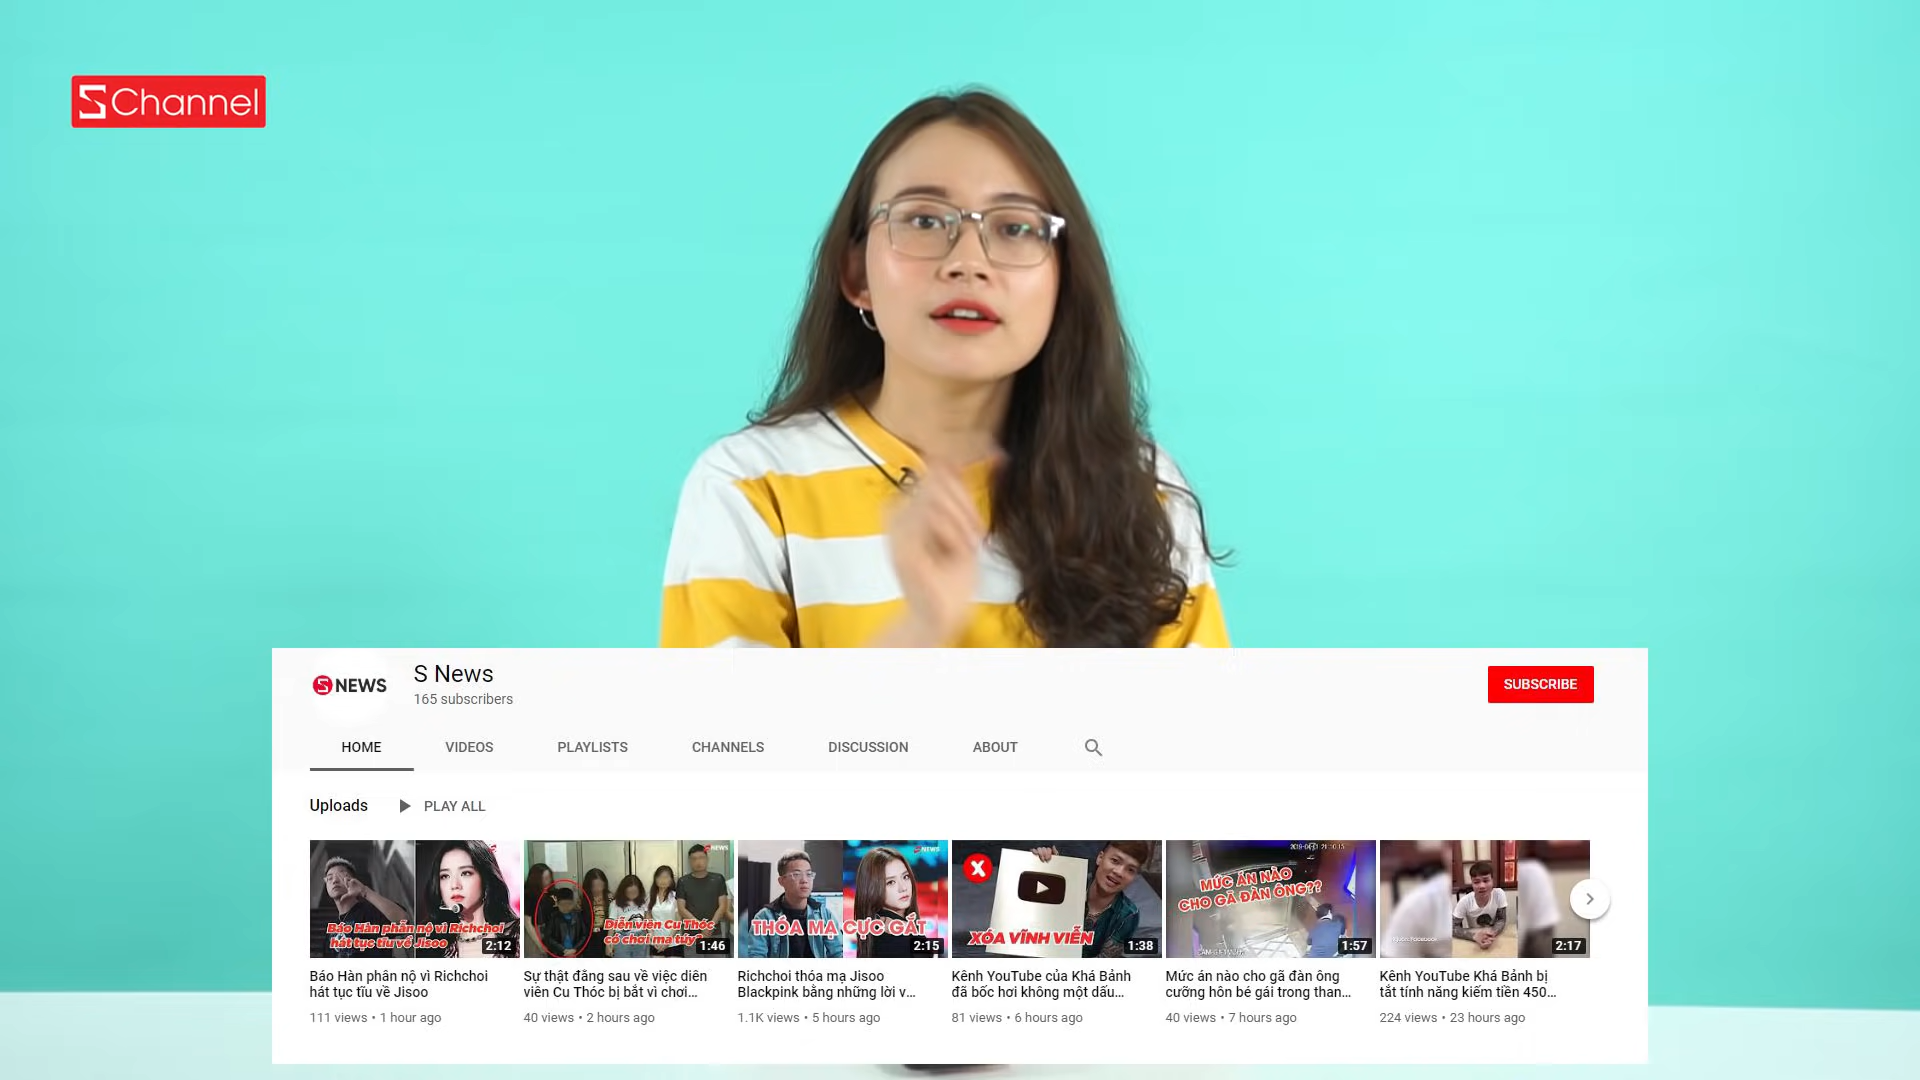 S Channel
S NEWS
S News
165 subscribers
SUBSCRIBE
HOME
VIDEOS
PLAYLISTS
CHANNELS
DISCUSSION
ABOUT
Uploads
PLAY ALL
Báo Hàn phẫn nộ vì Richchoi
hát tục tĩu về Jisoo
2:12
NEWS
Diễn viên Cu Thóc
có chơi ma túy?
1:46
NEWS
THÓA MẠ CỰC GẮT
2:15
XÓA VĨNH VIỄN
1:38
MỨC ÁN NÀO
CHO GÃ ĐÀN ÔNG??
1:57
Nguồn: Facebook
2:17
Báo Hàn phẫn nộ vì Richchoi
hát tục tĩu về Jisoo
111 views • 1 hour ago
Sự thật đằng sau về việc diễn
viên Cu Thóc bị bắt vì chơi...
40 views • 2 hours ago
Richchoi thóa mạ Jisoo
Blackpink bằng những lời v...
1.1K views • 5 hours ago
Kênh YouTube của Khá Bảnh
đã bốc hơi không một dấu...
81 views • 6 hours ago
Mức án nào cho gã đàn ông
cưỡng hôn bé gái trong than...
40 views • 7 hours ago
Kênh YouTube Khá Bảnh bị
tắt tính năng kiếm tiền 450...
224 views • 23 hours ago